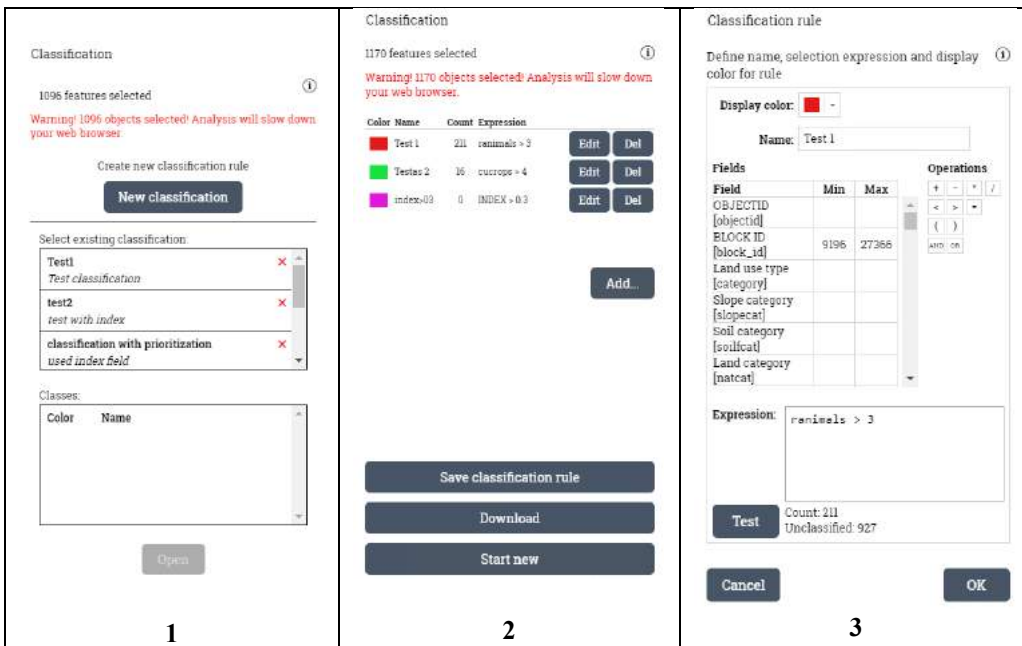 Classification
1096 features selected
Warning! 1096 objects selected! Analysis will slow down
your web browser.
Create new classification rule
New classification
Select existing classification:
Test1
Test classification
test2
test with index
classification with prioritization
used index field
Classes:
Color Name
Open
1
Classification
1170 features selected
Warning! 1170 objects selected! Analysis will slow down
your web browser.
Color Name Count Expression
Test 1 211 ranimals > 3 Edit Del
Testas 2 16 cucrops > 4 Edit Del
index>03 0 INDEX > 0.3 Edit Del
Add...
Save classification rule
Download
Start new
2
Classification rule
Define name, selection expression and display
color for rule
Display color:
Name: Test 1
Fields Operations
Field Min Max + - * /
OBJECTID < > =
[objectid] ( )
BLOCK ID 9196 27366 AND OR
[block_id]
Land use type
[category]
Slope category
[slopecat]
Soil category
[soilfcat]
Land category
[natcat]
Expression: ranimals > 3
Test Count: 211
Unclassified: 927
Cancel OK
3